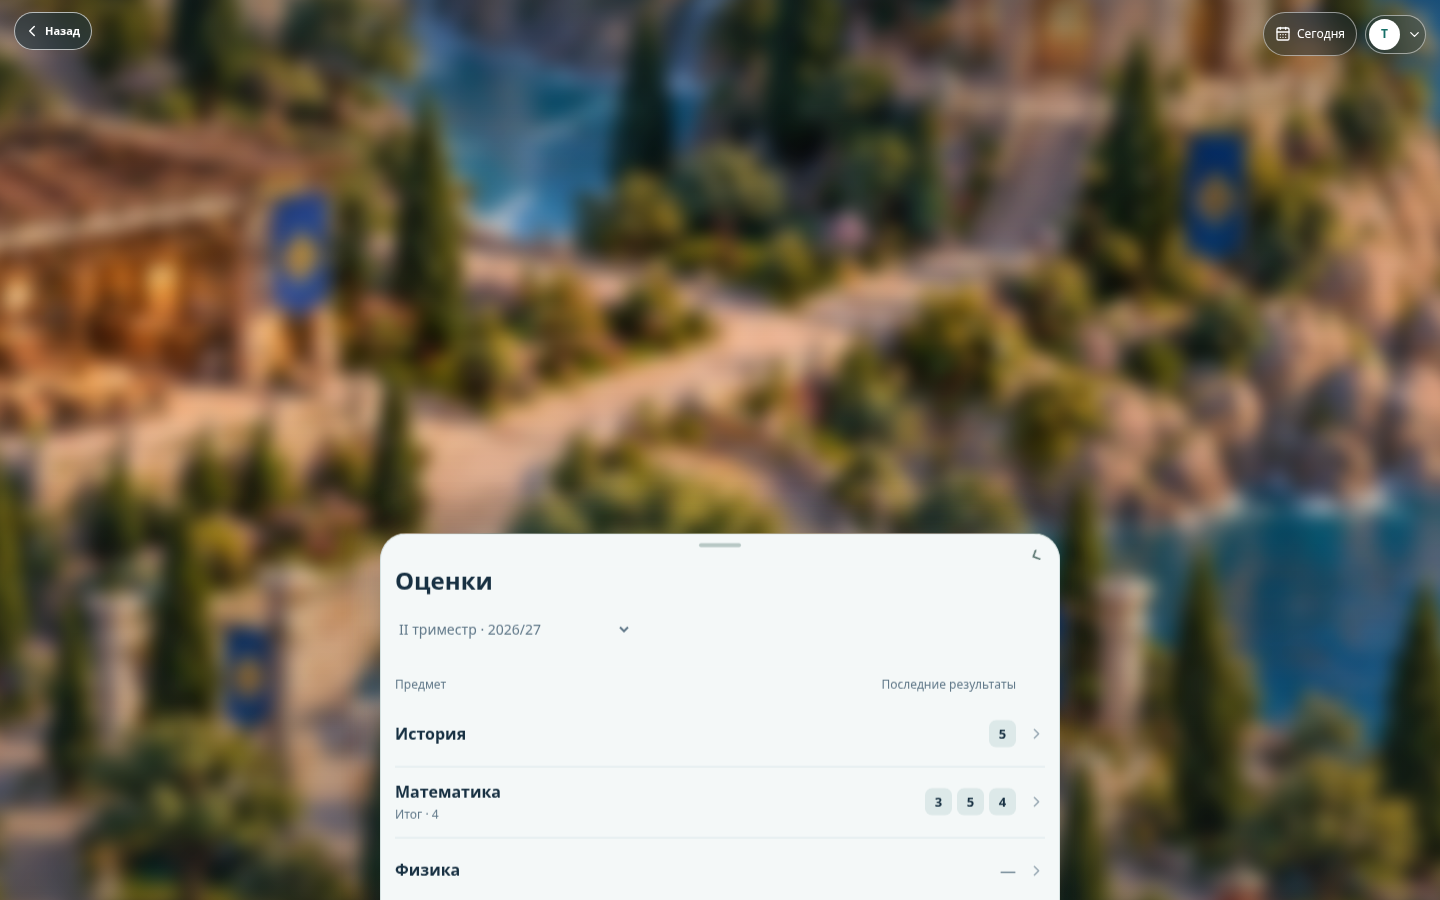 Назад
Сегодня
T
Оценки
II триместр · 2026/27
Предмет
Последние результаты
История
5
Математика
3 5 4
Итог · 4
Физика
—